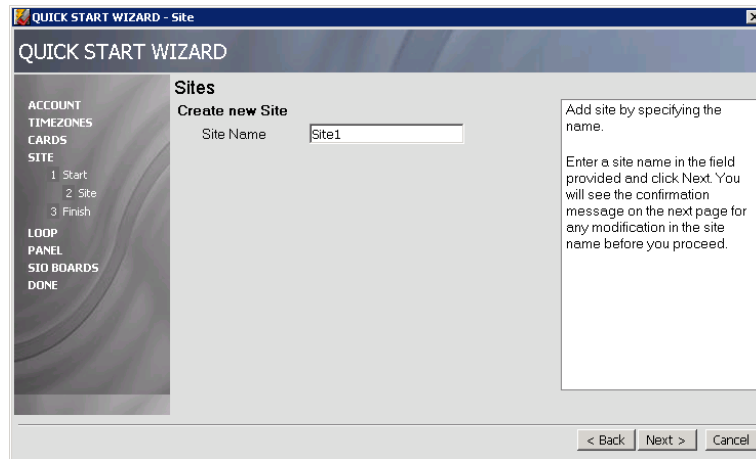 QUICK START WIZARD - Site
QUICK START WIZARD
ACCOUNT
TIMEZONES
CARDS
SITE
1 Start
2 Site
3 Finish
LOOP
PANEL
SIO BOARDS
DONE
Sites
Create new Site
Site Name Site1
Add site by specifying the
name.
Enter a site name in the field
provided and click Next. You
will see the confirmation
message on the next page for
any modification in the site
name before you proceed.
< Back Next > Cancel